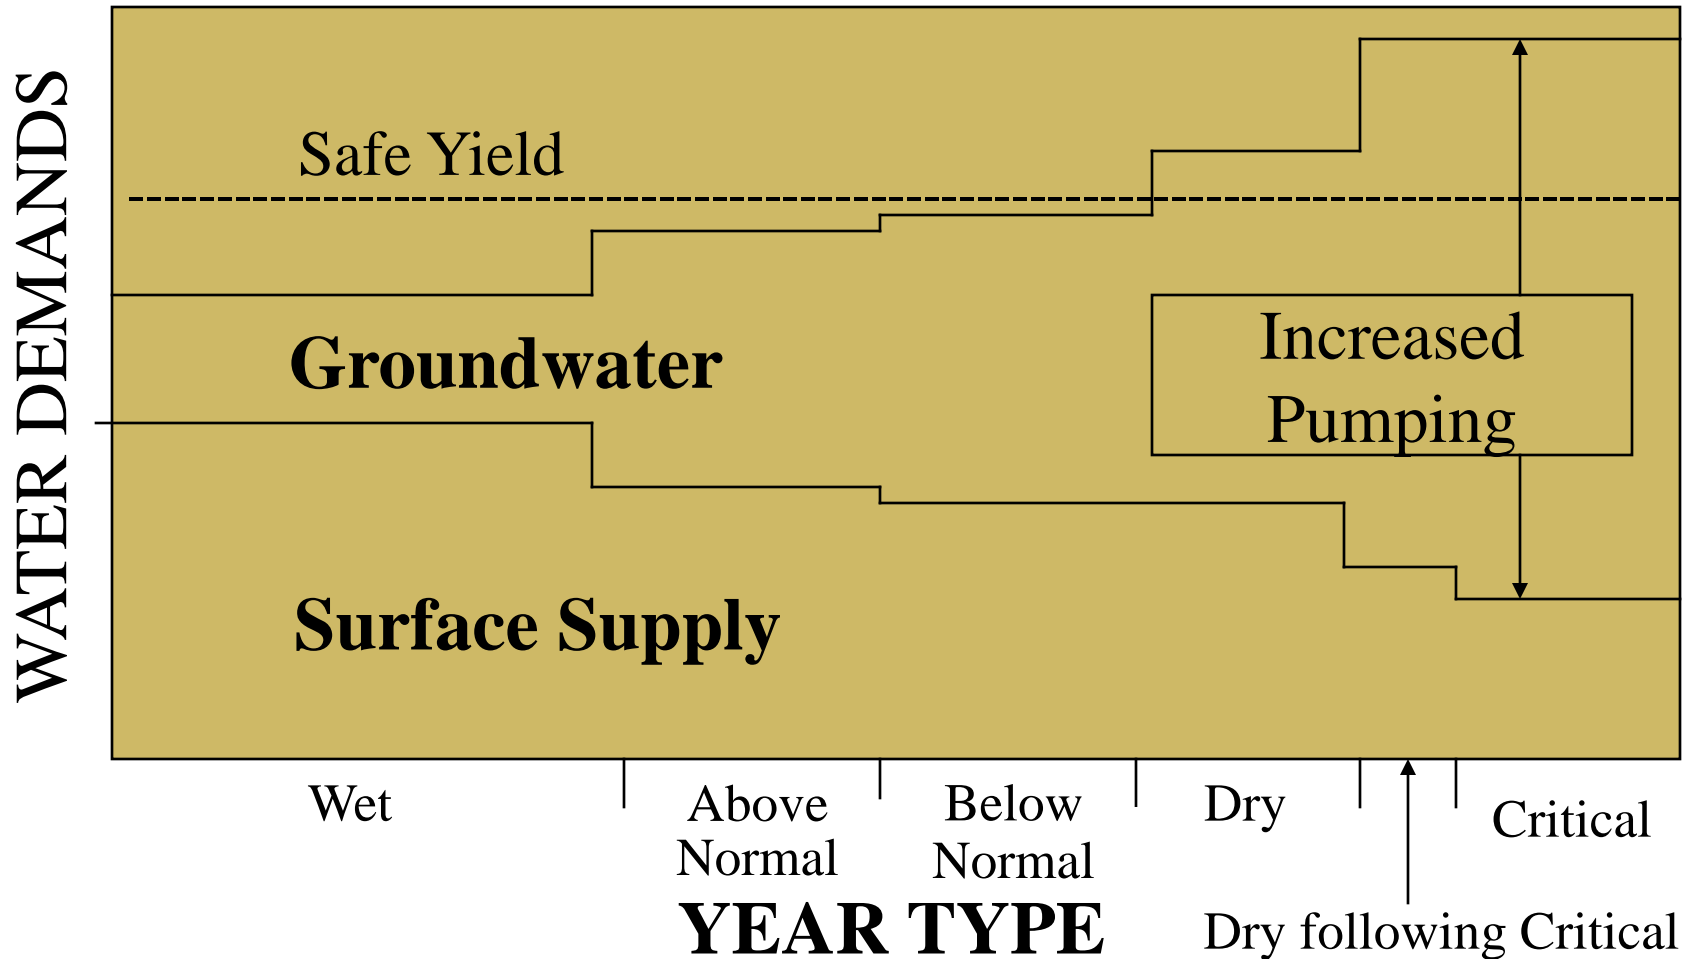 WATER DEMANDS
Safe Yield
Groundwater
Increased
Pumping
Surface Supply
Wet
Above
Normal
Below
Normal
Dry
Critical
YEAR TYPE
Dry following Critical